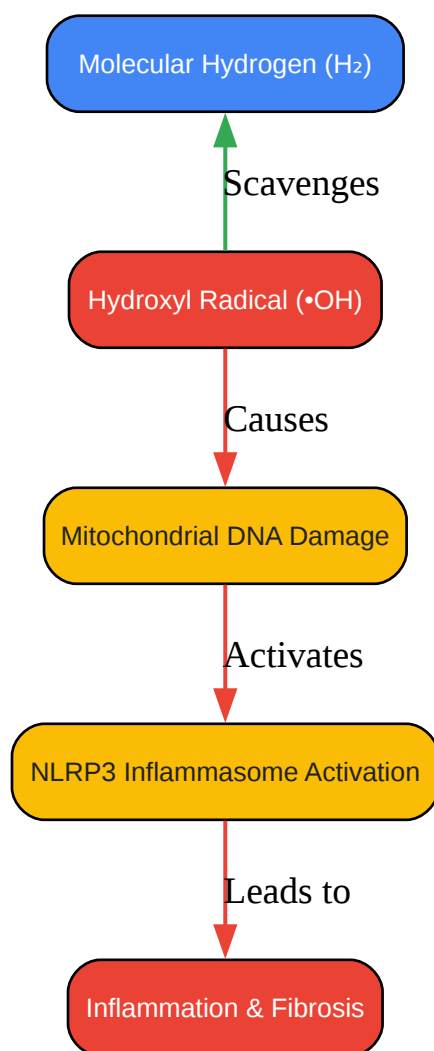 Molecular Hydrogen (H₂)
Scavenges
Hydroxyl Radical (•OH)
Causes
Mitochondrial DNA Damage
Activates
NLRP3 Inflammasome Activation
Leads to
Inflammation & Fibrosis